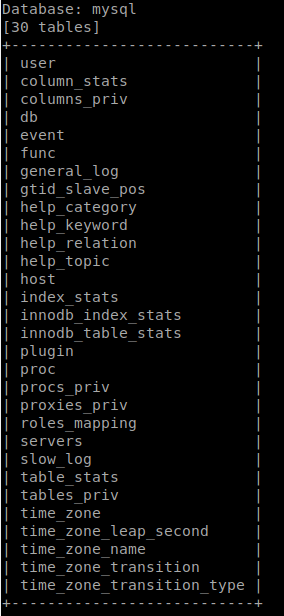 Database: mysql
[30 tables]
+---------------------------+
| user                      |
| column_stats              |
| columns_priv              |
| db                        |
| event                     |
| func                      |
| general_log               |
| gtid_slave_pos            |
| help_category             |
| help_keyword              |
| help_relation             |
| help_topic                |
| host                      |
| index_stats               |
| innodb_index_stats        |
| innodb_table_stats        |
| plugin                    |
| proc                      |
| procs_priv                |
| proxies_priv              |
| roles_mapping             |
| servers                   |
| slow_log                  |
| table_stats               |
| tables_priv               |
| time_zone                 |
| time_zone_leap_second     |
| time_zone_name            |
| time_zone_transition      |
| time_zone_transition_type |
+---------------------------+